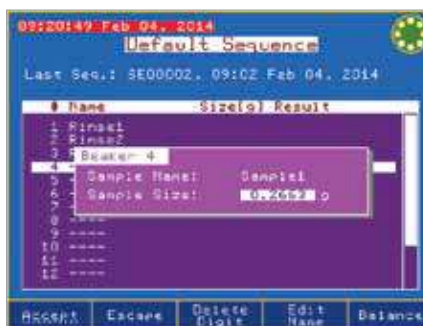 09:20:49 Feb 04, 2014
Default Sequence
Last Seq.: SE00002, 09:02 Feb 04, 2014
# Name Size[g] Result
1 Rinse1
2 Rinse2
3
Beaker 4
4
Sample Name: Sample1
5
Sample Size: 0.2663 g
6
7 ----
8 ----
9 ----
10 ----
11 ----
12 ----
Accept Escape Delete Digit Edit Name Balance